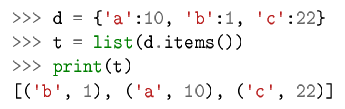 >>> d = {'a':10, 'b':1, 'c':22}
>>> t = list(d.items())
>>> print(t)
[('b', 1), ('a', 10), ('c', 22)]